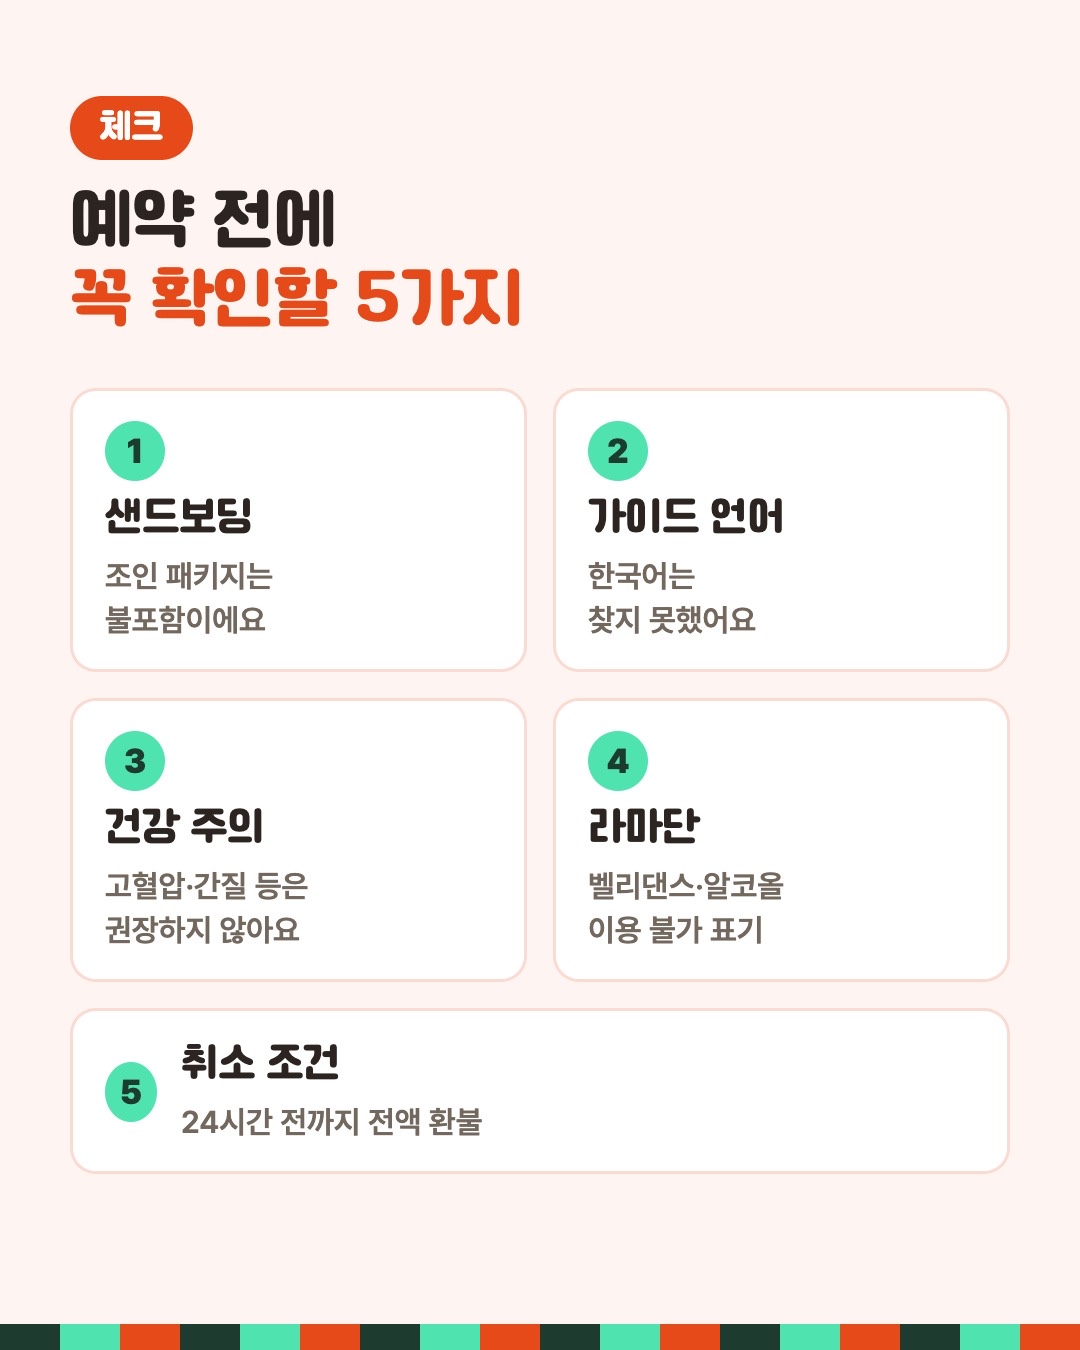 체크
예약 전에
꼭 확인할 5가지
1
샌드보딩
조인 패키지는
불포함이에요
2
가이드 언어
한국어는
찾지 못했어요
3
건강 주의
고혈압·간질 등은
권장하지 않아요
4
라마단
벨리댄스·알코올
이용 불가 표기
5
취소 조건
24시간 전까지 전액 환불